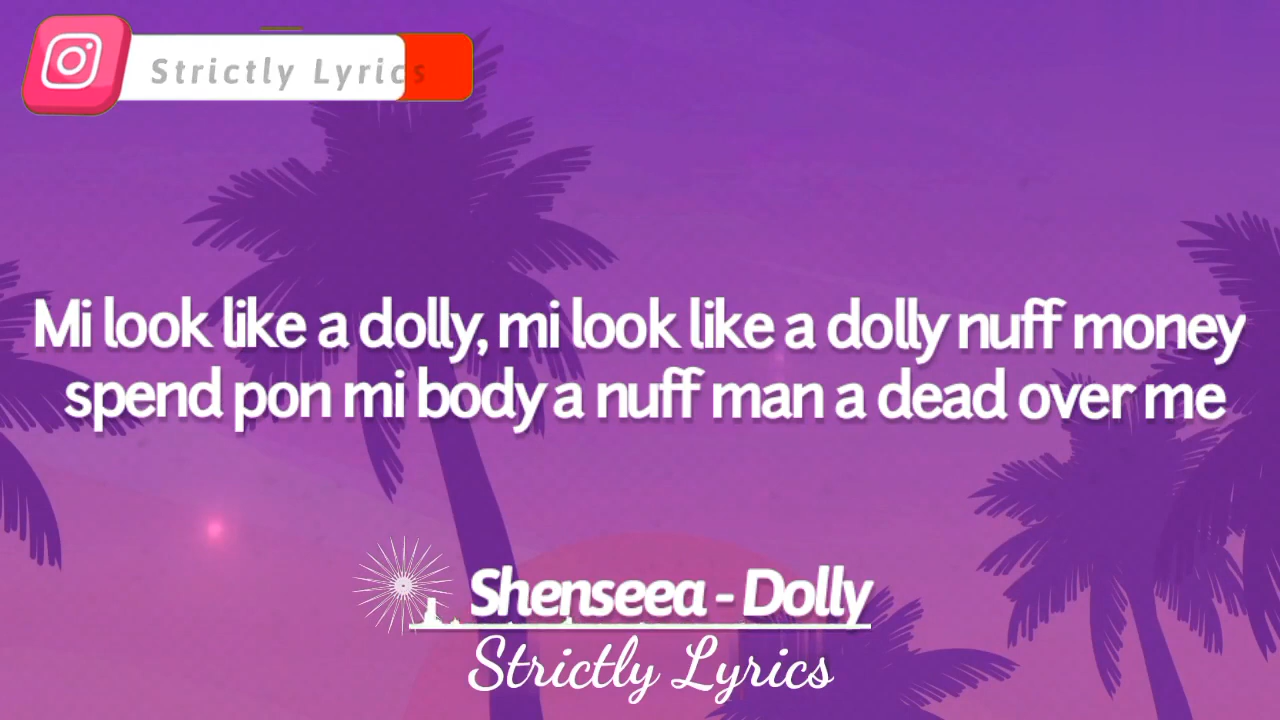 Strictly Lyrics
Mi look like a dolly, mi look like a dolly nuff money
spend pon mi body a nuff man a dead over me
Shenseea - Dolly
Strictly Lyrics